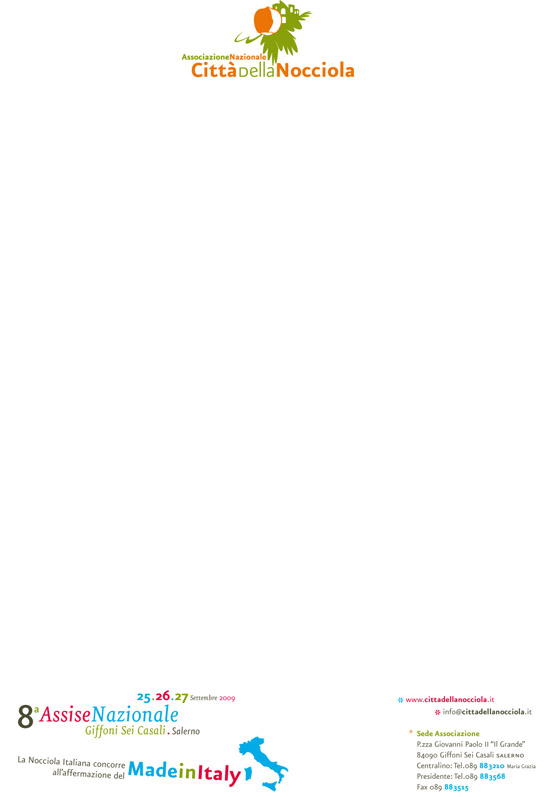 AssociazioneNazionale
CittàDellaNocciola
25.26.27 Settembre 2009
8ª AssiseNazionale
Giffoni Sei Casali. Salerno
La Nocciola Italiana concorre
all'affermazione del MadeinItaly
www.cittadellanocciola.it
info@cittadellanocciola.it
* Sede Associazione
P.zza Giovanni Paolo II "Il Grande"
84090 Giffoni Sei Casali SALERNO
Centralino: Tel.089 883210 Maria Grazia
Presidente: Tel.089 883568
Fax 089 883515